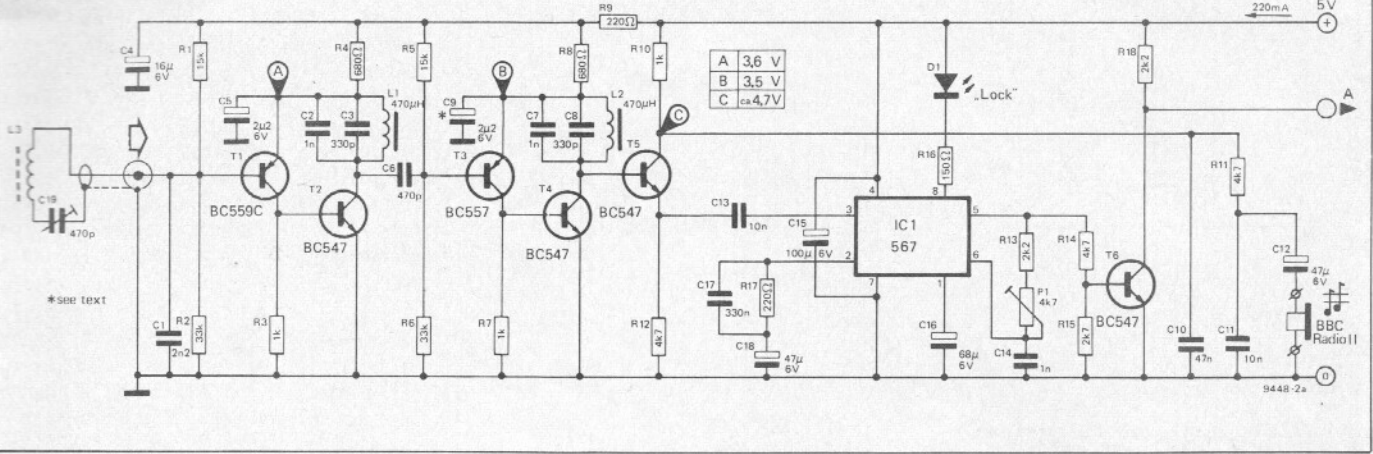 R9
220Ω
220mA
5V
+
C4
16µ
6V
R1
15k
A
R4
680Ω
R5
15k
B
R8
680Ω
R10
1k
A 3,6 V
B 3,5 V
C ca 4,7V
D1
„Lock"
R18
2k2
A
C5
2µ2
6V
C2
1n
C3
330p
L1
470µH
C9
*
2µ2
6V
C7
1n
C8
330p
L2
470µH
C
L3
T1
BC559C
T2
BC547
C6
470p
T3
BC557
T4
BC547
T5
BC547
R16
150Ω
R11
4k7
C19
470p
C13
10n
C15
100µ 6V
4
8
3
5
2
6
7
1
IC1
567
R13
2k2
R14
4k7
T6
BC547
C12
47µ
6V
*see text
C17
330n
R17
220Ω
P1
4k7
BBC
Radio II
C1
2n2
R2
33k
R3
1k
R6
33k
R7
1k
R12
4k7
C18
47µ
6V
C16
68µ
6V
C14
1n
R15
2k7
C10
47n
C11
10n
0
9448-2a